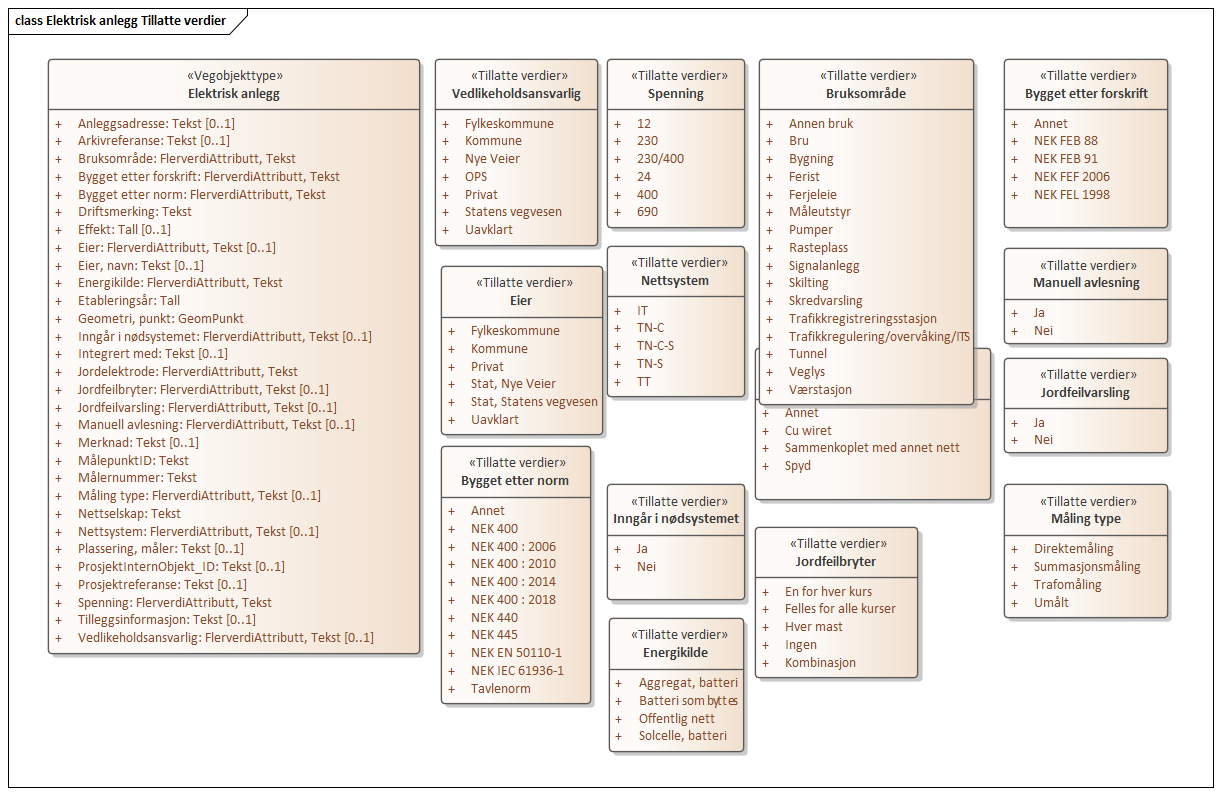 class Elektrisk anlegg Tillatte verdier
«Vegobjekttype»
Elektrisk anlegg
+ Anleggsadresse: Tekst [0..1]
+ Arkivreferanse: Tekst [0..1]
+ Bruksområde: FlerverdiAttributt, Tekst
+ Bygget etter forskrift: FlerverdiAttributt, Tekst
+ Bygget etter norm: FlerverdiAttributt, Tekst
+ Driftsmerking: Tekst
+ Effekt: Tall [0..1]
+ Eier: FlerverdiAttributt, Tekst [0..1]
+ Eier, navn: Tekst [0..1]
+ Energikilde: FlerverdiAttributt, Tekst
+ Etableringsår: Tall
+ Geometri, punkt: GeomPunkt
+ Inngår i nødsystemet: FlerverdiAttributt, Tekst [0..1]
+ Integrert med: Tekst [0..1]
+ Jordelektrode: FlerverdiAttributt, Tekst
+ Jordfeilbryter: FlerverdiAttributt, Tekst [0..1]
+ Jordfeilvarsling: FlerverdiAttributt, Tekst [0..1]
+ Manuell avlesning: FlerverdiAttributt, Tekst [0..1]
+ Merknad: Tekst [0..1]
+ MålepunktID: Tekst
+ Målernummer: Tekst
+ Måling type: FlerverdiAttributt, Tekst [0..1]
+ Nettselskap: Tekst
+ Nettsystem: FlerverdiAttributt, Tekst [0..1]
+ Plassering, måler: Tekst [0..1]
+ ProsjektInternObjekt_ID: Tekst [0..1]
+ Prosjektreferanse: Tekst [0..1]
+ Spenning: FlerverdiAttributt, Tekst
+ Tilleggsinformasjon: Tekst [0..1]
+ Vedlikeholdsansvarlig: FlerverdiAttributt, Tekst [0..1]
«Tillatte verdier»
Vedlikeholdsansvarlig
+ Fylkeskommune
+ Kommune
+ Nye Veier
+ OPS
+ Privat
+ Statens vegvesen
+ Uavklart
«Tillatte verdier»
Eier
+ Fylkeskommune
+ Kommune
+ Privat
+ Stat, Nye Veier
+ Stat, Statens vegvesen
+ Uavklart
«Tillatte verdier»
Bygget etter norm
+ Annet
+ NEK 400
+ NEK 400 : 2006
+ NEK 400 : 2010
+ NEK 400 : 2014
+ NEK 400 : 2018
+ NEK 440
+ NEK 445
+ NEK EN 50110-1
+ NEK IEC 61936-1
+ Tavlenorm
«Tillatte verdier»
Spenning
+ 12
+ 230
+ 230/400
+ 24
+ 400
+ 690
«Tillatte verdier»
Nettsystem
+ IT
+ TN-C
+ TN-C-S
+ TN-S
+ TT
«Tillatte verdier»
Inngår i nødsystemet
+ Ja
+ Nei
«Tillatte verdier»
Energikilde
+ Aggregat, batteri
+ Batteri som byttes
+ Offentlig nett
+ Solcelle, batteri
«Tillatte verdier»
Bruksområde
+ Annen bruk
+ Bru
+ Bygning
+ Ferist
+ Ferjeleie
+ Måleutstyr
+ Pumper
+ Rasteplass
+ Signalanlegg
+ Skilting
+ Skredvarsling
+ Trafikkregistreringsstasjon
+ Trafikkregulering/overvåking/ITS
+ Tunnel
+ Veglys
+ Værstasjon
+ Annet
+ Cu wiret
+ Sammenkoplet med annet nett
+ Spyd
«Tillatte verdier»
Jordfeilbryter
+ En for hver kurs
+ Felles for alle kurser
+ Hver mast
+ Ingen
+ Kombinasjon
«Tillatte verdier»
Bygget etter forskrift
+ Annet
+ NEK FEB 88
+ NEK FEB 91
+ NEK FEF 2006
+ NEK FEL 1998
«Tillatte verdier»
Manuell avlesning
+ Ja
+ Nei
«Tillatte verdier»
Jordfeilvarsling
+ Ja
+ Nei
«Tillatte verdier»
Måling type
+ Direktemåling
+ Summasjonsmåling
+ Trafomåling
+ Umålt